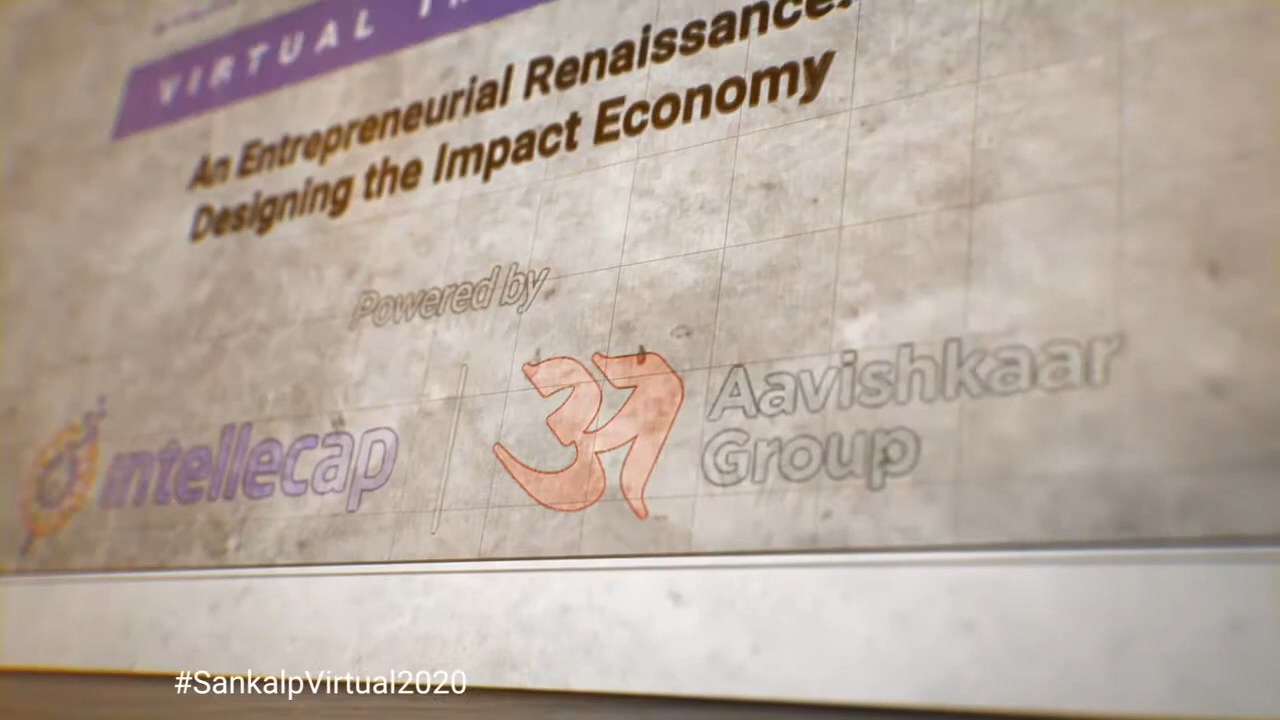 VIRTUAL
An Entrepreneurial Renaissance:
Designing the Impact Economy
Powered by
intellecap
अ
Aavishkaar
Group
#SankalpVirtual2020